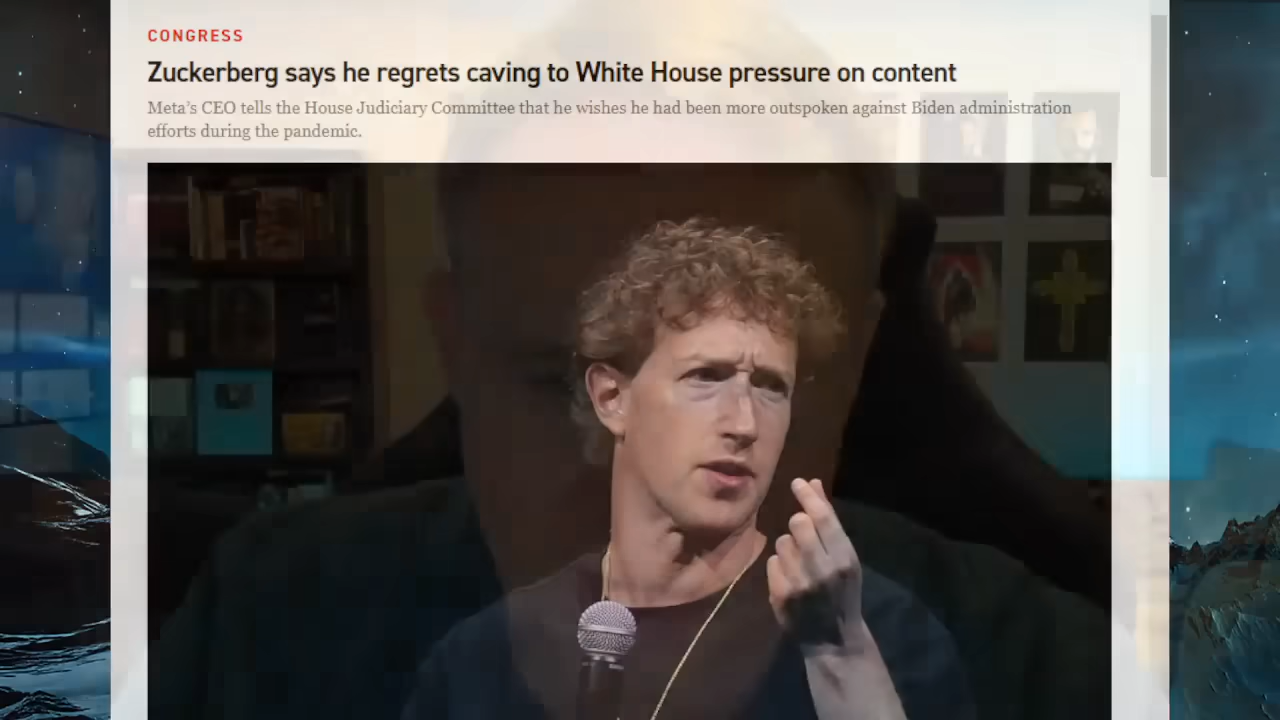 CONGRESS
Zuckerberg says he regrets caving to White House pressure on content
Meta's CEO tells the House Judiciary Committee that he wishes he had been more outspoken against Biden administration
efforts during the pandemic.